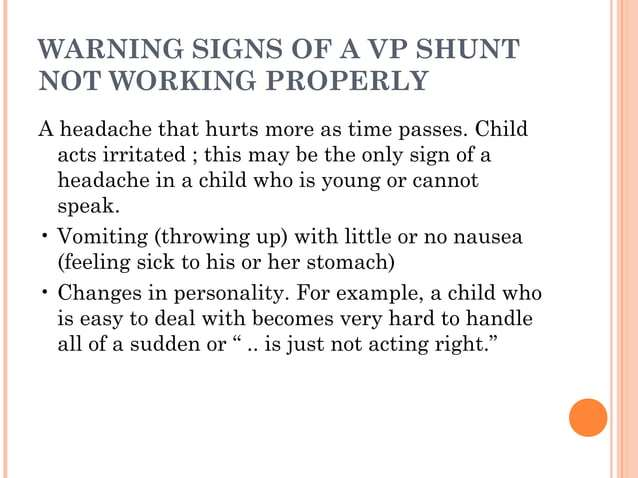 WARNING SIGNS OF A VP SHUNT
NOT WORKING PROPERLY
A headache that hurts more as time passes. Child
acts irritated ; this may be the only sign of a
headache in a child who is young or cannot
speak.
• Vomiting (throwing up) with little or no nausea
(feeling sick to his or her stomach)
• Changes in personality. For example, a child who
is easy to deal with becomes very hard to handle
all of a sudden or “ .. is just not acting right.”